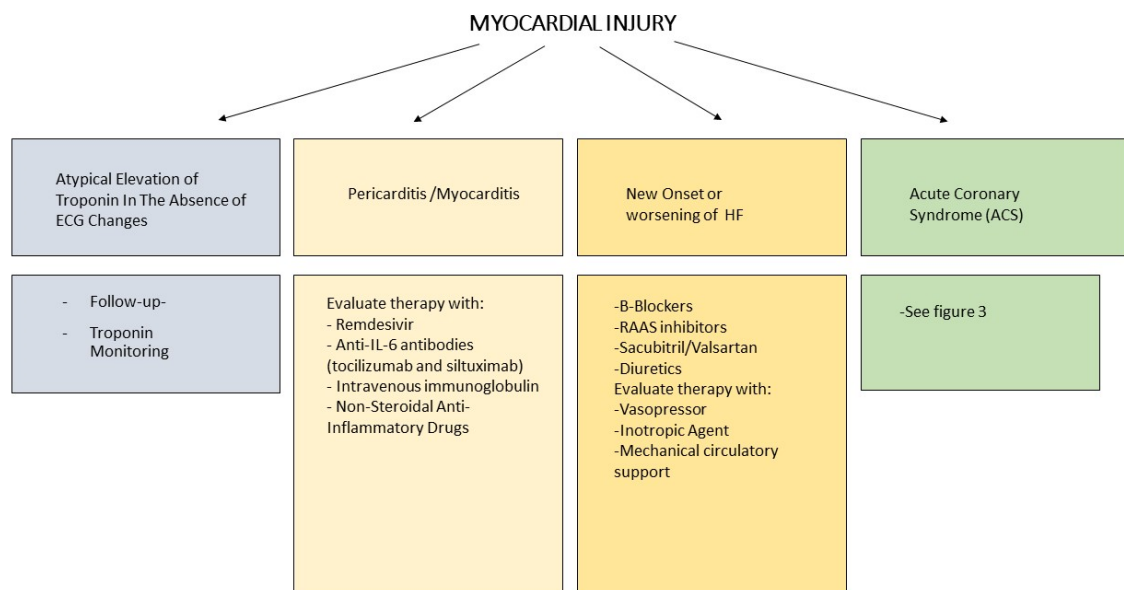 MYOCARDIAL INJURY
Atypical Elevation of
Troponin In The Absence of
ECG Changes
Pericarditis /Myocarditis
New Onset or
worsening of HF
Acute Coronary
Syndrome (ACS)
- Follow-up-
- Troponin
Monitoring
Evaluate therapy with:
- Remdesivir
- Anti-IL-6 antibodies
(tocilizumab and siltuximab)
- Intravenous immunoglobulin
- Non-Steroidal Anti-
Inflammatory Drugs
-B-Blockers
-RAAS inhibitors
-Sacubitril/Valsartan
-Diuretics
Evaluate therapy with:
-Vasopressor
-Inotropic Agent
-Mechanical circulatory
support
-See figure 3